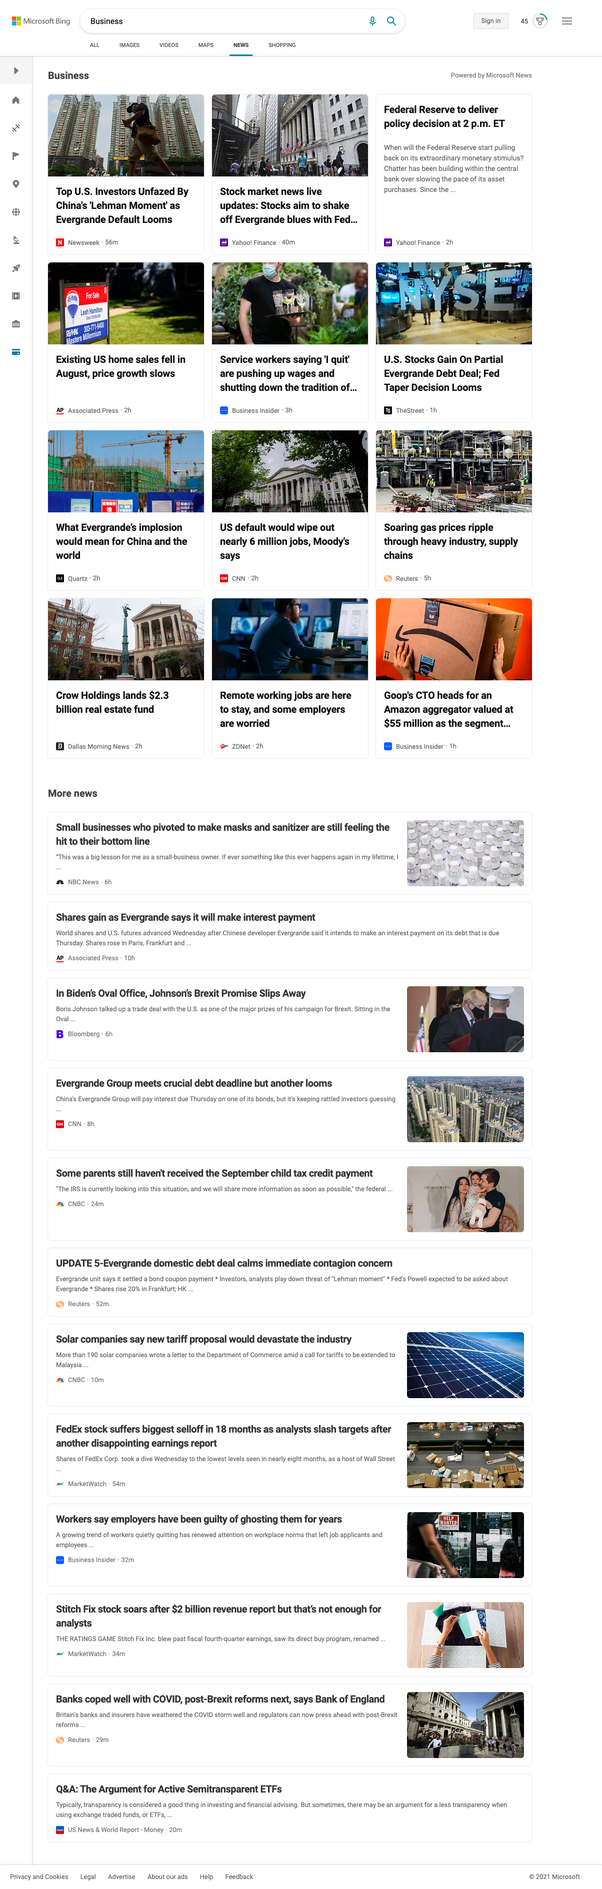 Microsoft Bing
Business
Sign in
45
ALL IMAGES VIDEOS MAPS NEWS SHOPPING
Business
Powered by Microsoft News
Top U.S. Investors Unfazed By
China's 'Lehman Moment' as
Evergrande Default Looms
Newsweek · 56m
Stock market news live
updates: Stocks aim to shake
off Evergrande blues with Fed...
Yahoo! Finance · 40m
Federal Reserve to deliver
policy decision at 2 p.m. ET
When will the Federal Reserve start pulling
back on its extraordinary monetary stimulus?
Chatter has been building within the central
bank over slowing the pace of its asset
purchases. Since the ...
Yahoo! Finance · 2h
For Sale
Leah Hamilton
303-771-9400
RE/MAX
Masters Millennium
Existing US home sales fell in
August, price growth slows
AP Associated Press · 2h
Service workers saying 'I quit'
are pushing up wages and
shutting down the tradition of...
Business Insider · 3h
NYSE
U.S. Stocks Gain On Partial
Evergrande Debt Deal; Fed
Taper Decision Looms
TheStreet · 1h
What Evergrande's implosion
would mean for China and the
world
Quartz · 2h
US default would wipe out
nearly 6 million jobs, Moody's
says
CNN · 2h
Soaring gas prices ripple
through heavy industry, supply
chains
Reuters · 5h
Crow Holdings lands $2.3
billion real estate fund
Dallas Morning News · 2h
Remote working jobs are here
to stay, and some employers
are worried
ZDNet · 2h
Goop's CTO heads for an
Amazon aggregator valued at
$55 million as the segment...
Business Insider · 1h
More news
Small businesses who pivoted to make masks and sanitizer are still feeling the
hit to their bottom line
"This was a big lesson for me as a small-business owner. If ever something like this ever happens again in my lifetime, I
...
NBC News · 6h
Shares gain as Evergrande says it will make interest payment
World shares and U.S. futures advanced Wednesday after Chinese developer Evergrande said it intends to make an interest payment on its debt that is due
Thursday. Shares rose in Paris, Frankfurt and ...
AP Associated Press · 10h
In Biden's Oval Office, Johnson's Brexit Promise Slips Away
Boris Johnson talked up a trade deal with the U.S. as one of the major prizes of his campaign for Brexit. Sitting in the
Oval ...
B Bloomberg · 6h
Evergrande Group meets crucial debt deadline but another looms
China's Evergrande Group will pay interest due Thursday on one of its bonds, but it's keeping rattled investors guessing
...
CNN · 8h
Some parents still haven't received the September child tax credit payment
"The IRS is currently looking into this situation, and we will share more information as soon as possible," the federal ...
CNBC · 24m
UPDATE 5-Evergrande domestic debt deal calms immediate contagion concern
Evergrande unit says it settled a bond coupon payment * Investors, analysts play down threat of "Lehman moment" * Fed's Powell expected to be asked about
Evergrande * Shares rise 20% in Frankfurt; HK ...
Reuters · 52m
Solar companies say new tariff proposal would devastate the industry
More than 190 solar companies wrote a letter to the Department of Commerce amid a call for tariffs to be extended to
Malaysia ...
CNBC · 10m
FedEx stock suffers biggest selloff in 18 months as analysts slash targets after
another disappointing earnings report
Shares of FedEx Corp. took a dive Wednesday to the lowest levels seen in nearly eight months, as a host of Wall Street
...
MarketWatch · 54m
Workers say employers have been guilty of ghosting them for years
A growing trend of workers quietly quitting has renewed attention on workplace norms that left job applicants and
employees ...
Business Insider · 32m
HELP
WANTED
Stitch Fix stock soars after $2 billion revenue report but that's not enough for
analysts
THE RATINGS GAME Stitch Fix Inc. blew past fiscal fourth-quarter earnings, saw its direct buy program, renamed ...
MarketWatch · 34m
Banks coped well with COVID, post-Brexit reforms next, says Bank of England
Britain's banks and insurers have weathered the COVID storm well and regulators can now press ahead with post-Brexit
reforms ...
Reuters · 29m
Q&A: The Argument for Active Semitransparent ETFs
Typically, transparency is considered a good thing in investing and financial advising. But sometimes, there may be an argument for a less transparency when
using exchange traded funds, or ETFs, ...
US News & World Report - Money · 20m
Privacy and Cookies Legal Advertise About our ads Help Feedback
© 2021 Microsoft